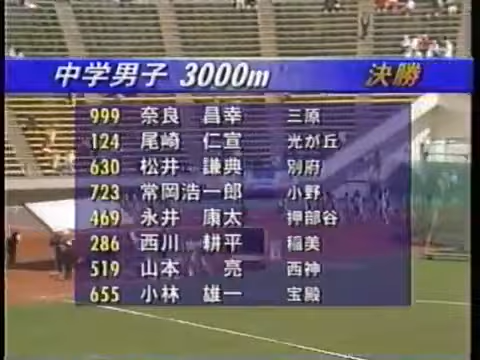 中学男子 3000m 決勝
999 奈良 昌幸 三原
124 尾崎 仁宣 光が丘
630 松井 謙典 別府
723 常岡浩一郎 小野
469 永井 康太 押部谷
286 西川 耕平 稲美
519 山本 亮 西神
655 小林 雄一 宝殿